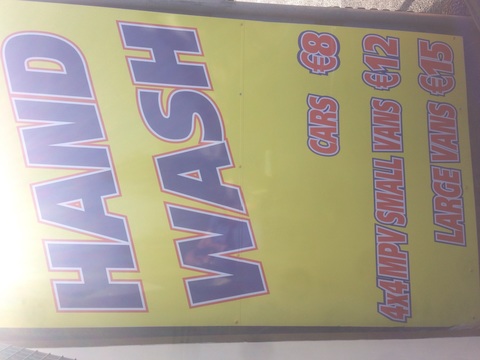 HAND
WASH
CARS €8
4x4 MPV SMALL VANS €12
LARGE VANS €15